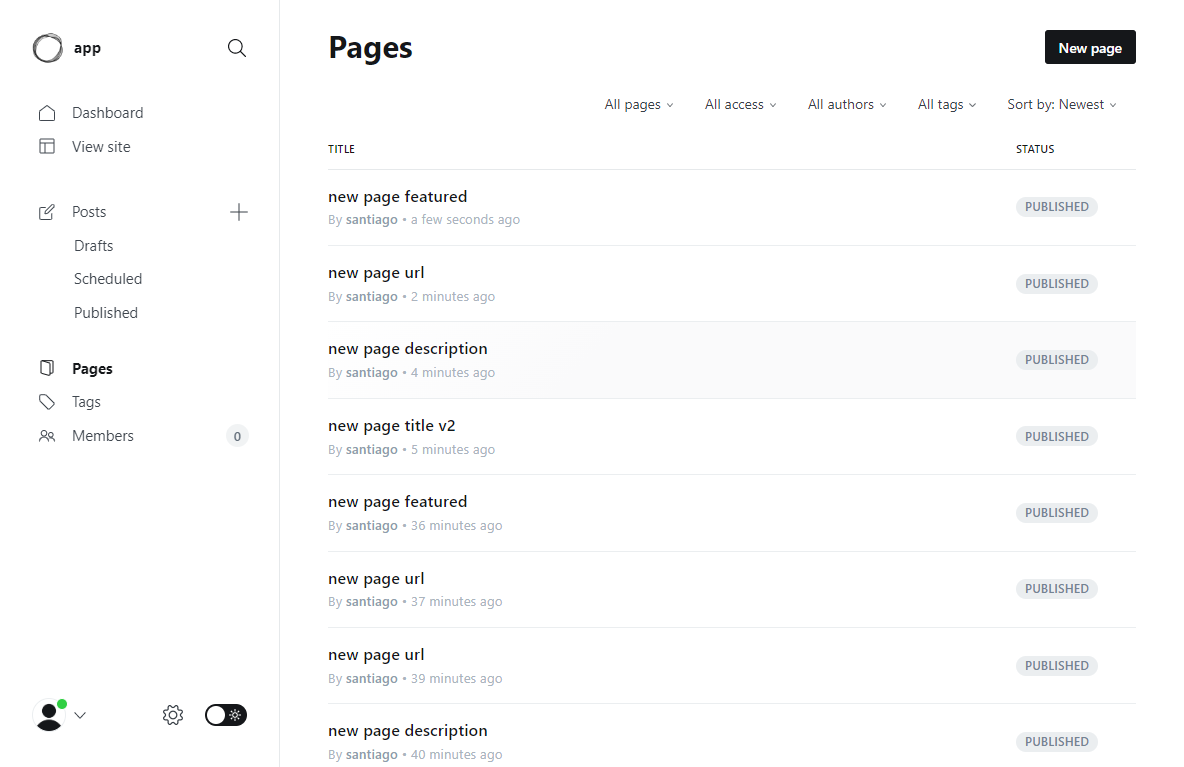 app
Dashboard
View site
Posts
Drafts
Scheduled
Published
Pages
Tags
Members 0
Pages
New page
All pages All access All authors All tags Sort by: Newest
TITLE STATUS
new page featured
By santiago • a few seconds ago
PUBLISHED
new page url
By santiago • 2 minutes ago
PUBLISHED
new page description
By santiago • 4 minutes ago
PUBLISHED
new page title v2
By santiago • 5 minutes ago
PUBLISHED
new page featured
By santiago • 36 minutes ago
PUBLISHED
new page url
By santiago • 37 minutes ago
PUBLISHED
new page url
By santiago • 39 minutes ago
PUBLISHED
new page description
By santiago • 40 minutes ago
PUBLISHED